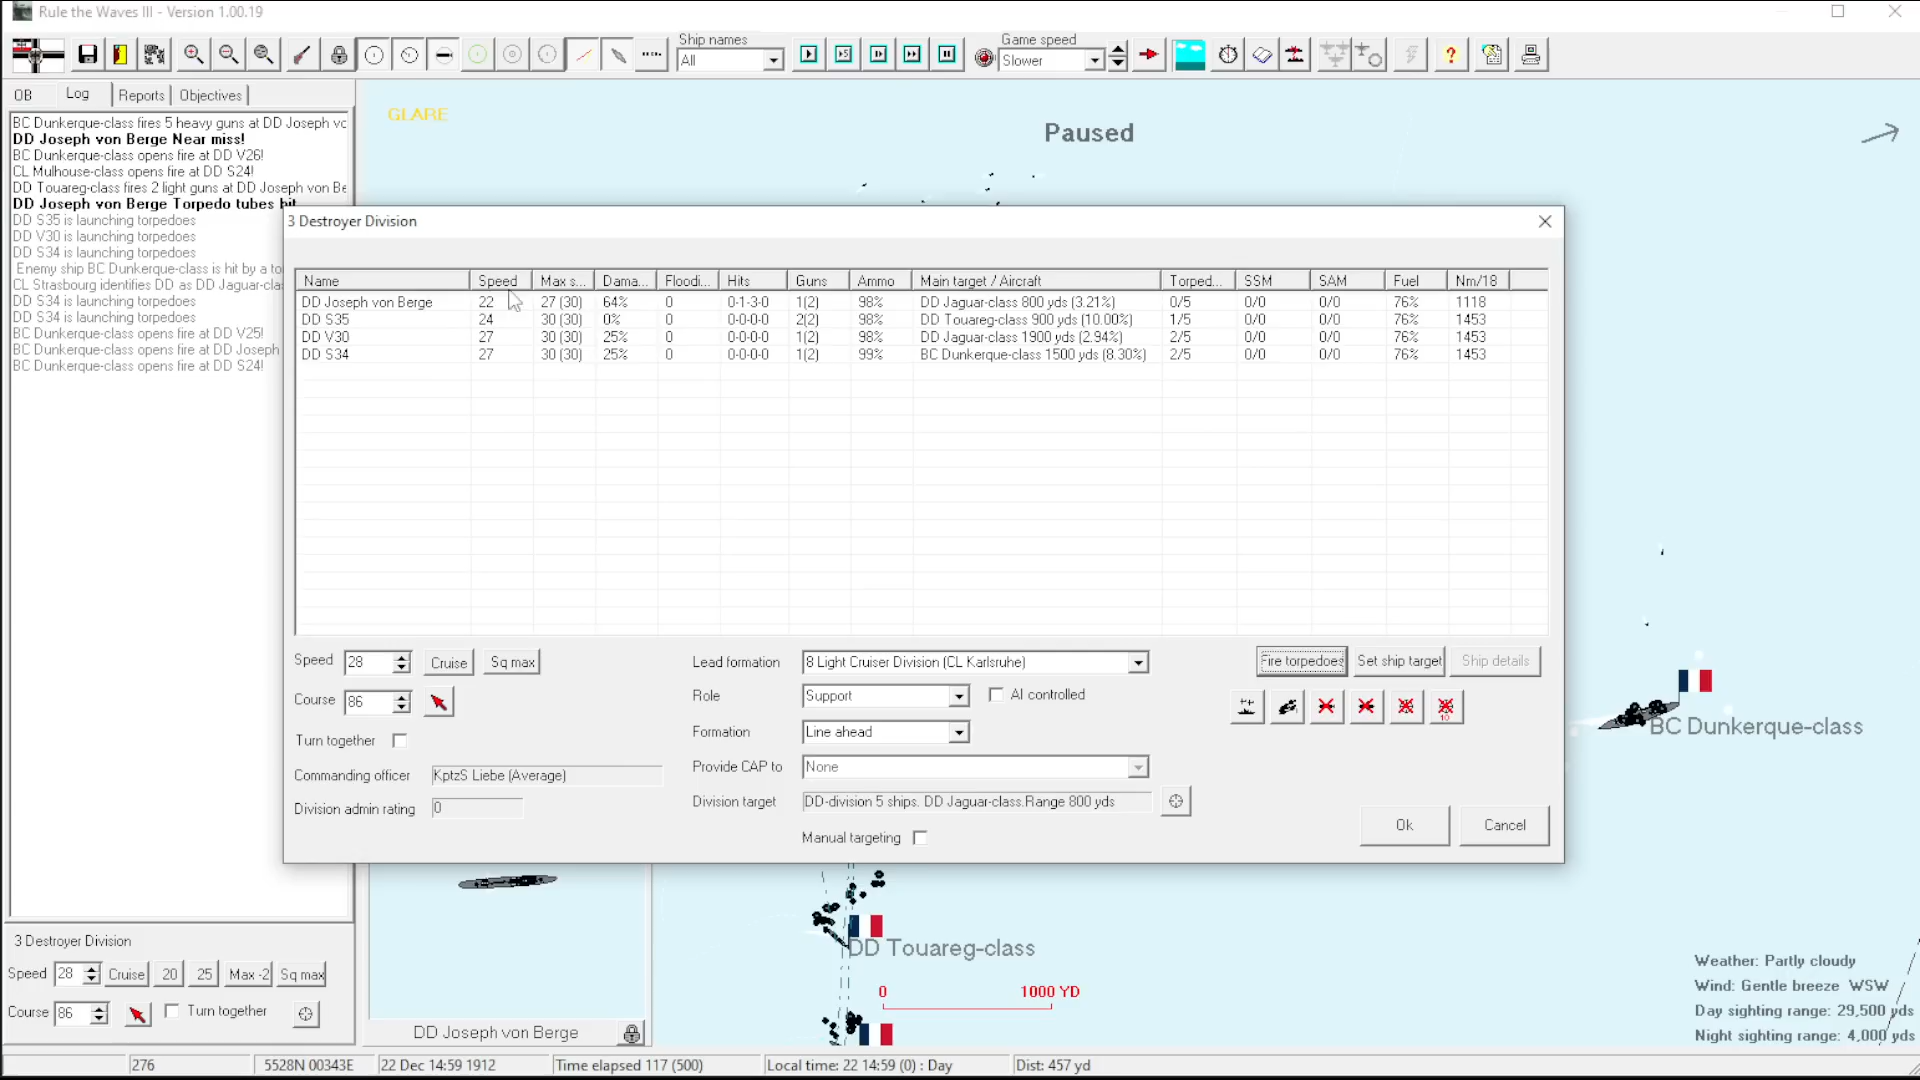 Rule the Waves III - Version 1.00.19
Ship names
All
Game speed
Slower
OB Log Reports Objectives
BC Dunkerque-class fires 5 heavy guns at DD Joseph vo
DD Joseph von Berge Near miss!
BC Dunkerque-class opens fire at DD V26!
CL Mulhouse-class opens fire at DD S24!
DD Touareg-class fires 2 light guns at DD Joseph von Be
DD Joseph von Berge Torpedo tubes hit
DD S35 is launching torpedoes
DD V30 is launching torpedoes
DD S34 is launching torpedoes
Enemy ship BC Dunkerque-class is hit by a to
CL Strasbourg identifies DD as DD Jaguar-cla
DD S34 is launching torpedoes
DD S34 is launching torpedoes
BC Dunkerque-class opens fire at DD V25!
BC Dunkerque-class opens fire at DD Joseph
BC Dunkerque-class opens fire at DD S24!
GLARE
Paused
3 Destroyer Division
Name Speed Max s... Dama... Floodi... Hits Guns Ammo Main target / Aircraft Torped... SSM SAM Fuel Nm/18
DD Joseph von Berge 22 27 (30) 64% 0 0-1-3-0 1(2) 98% DD Jaguar-class 800 yds (3.21%) 0/5 0/0 0/0 76% 1118
DD S35 24 30 (30) 0% 0 0-0-0-0 2(2) 98% DD Touareg-class 900 yds (10.00%) 1/5 0/0 0/0 76% 1453
DD V30 27 30 (30) 25% 0 0-0-0-0 1(2) 98% DD Jaguar-class 1900 yds (2.94%) 2/5 0/0 0/0 76% 1453
DD S34 27 30 (30) 25% 0 0-0-0-0 1(2) 99% BC Dunkerque-class 1500 yds (8.30%) 2/5 0/0 0/0 76% 1453
Speed 28 Cruise Sq max
Course 86
Turn together
Commanding officer KptzS Liebe (Average)
Division admin rating 0
Lead formation 8 Light Cruiser Division (CL Karlsruhe)
Role Support AI controlled
Formation Line ahead
Provide CAP to None
Division target DD-division 5 ships. DD Jaguar-class.Range 800 yds
Manual targeting
Fire torpedoes Set ship target Ship details
10
Ok Cancel
BC Dunkerque-class
DD Touareg-class
0 1000 YD
Weather: Partly cloudy
Wind: Gentle breeze WSW
Day sighting range: 29,500 yds
Night sighting range: 4,000 yds
3 Destroyer Division
Speed 28 Cruise 20 25 Max -2 Sq max
Course 86 Turn together
DD Joseph von Berge
276 5528N 00343E 22 Dec 14:59 1912 Time elapsed 117 (500) Local time: 22 14:59 (0) : Day Dist: 457 yd